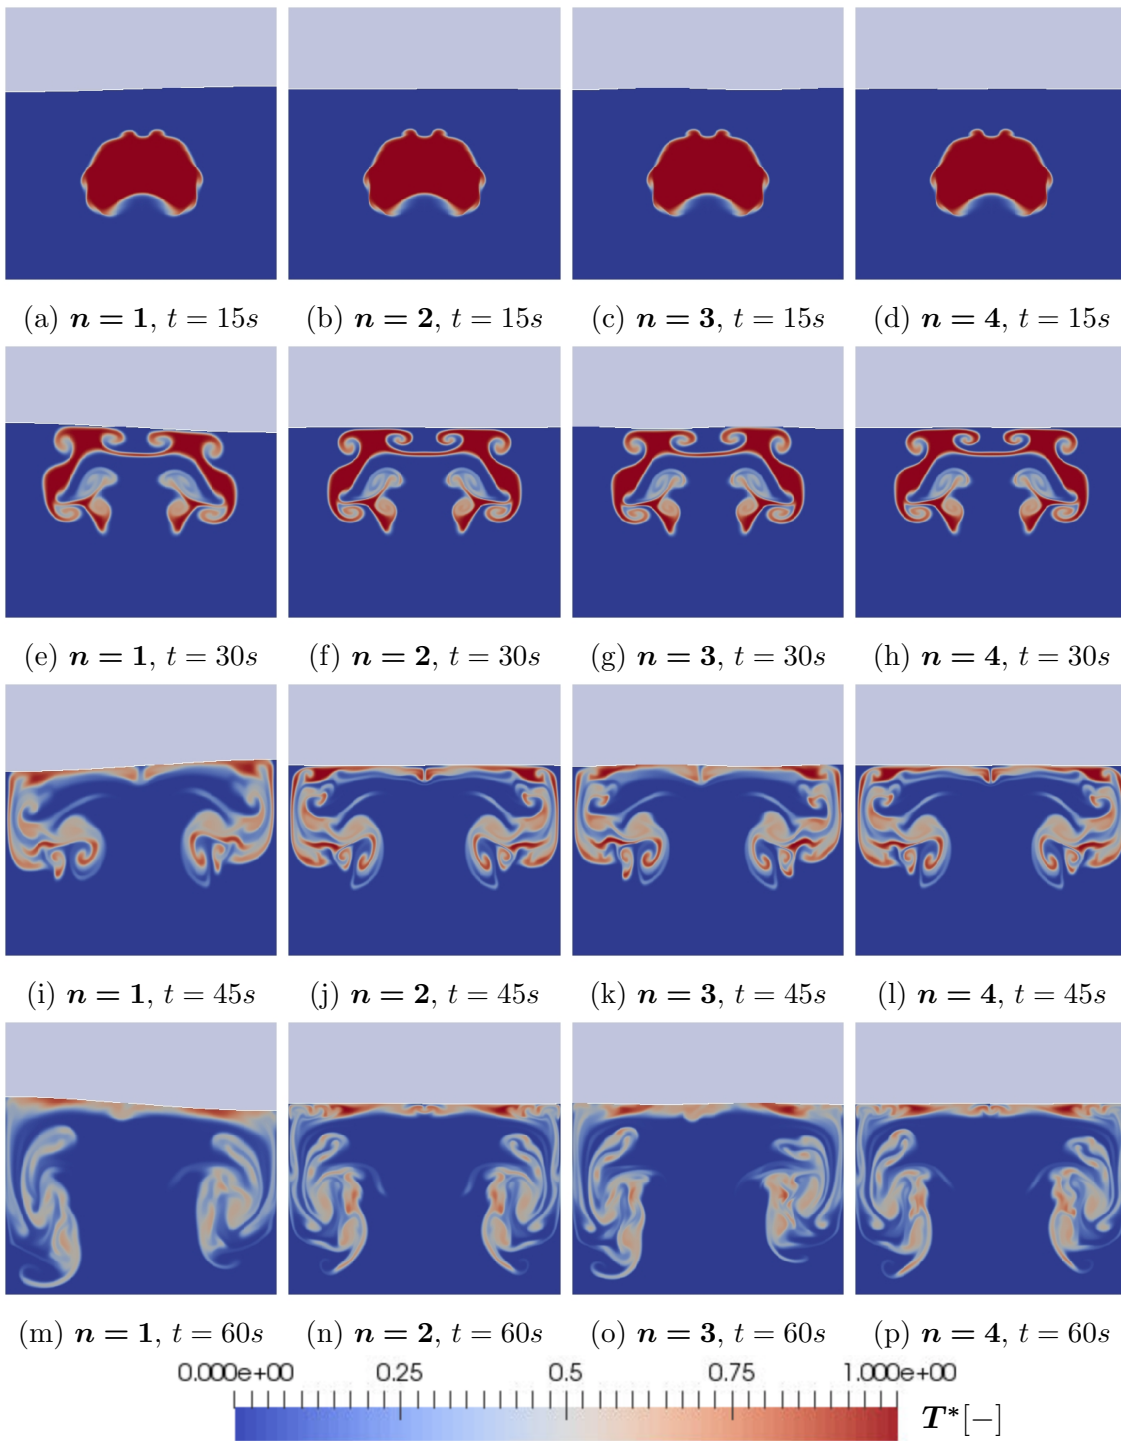 (a) n = 1, t = 15s (b) n = 2, t = 15s (c) n = 3, t = 15s (d) n = 4, t = 15s
(e) n = 1, t = 30s (f) n = 2, t = 30s (g) n = 3, t = 30s (h) n = 4, t = 30s
(i) n = 1, t = 45s (j) n = 2, t = 45s (k) n = 3, t = 45s (l) n = 4, t = 45s
(m) n = 1, t = 60s (n) n = 2, t = 60s (o) n = 3, t = 60s (p) n = 4, t = 60s
0.000e+00 0.25 0.5 0.75 1.000e+00
T*[−]